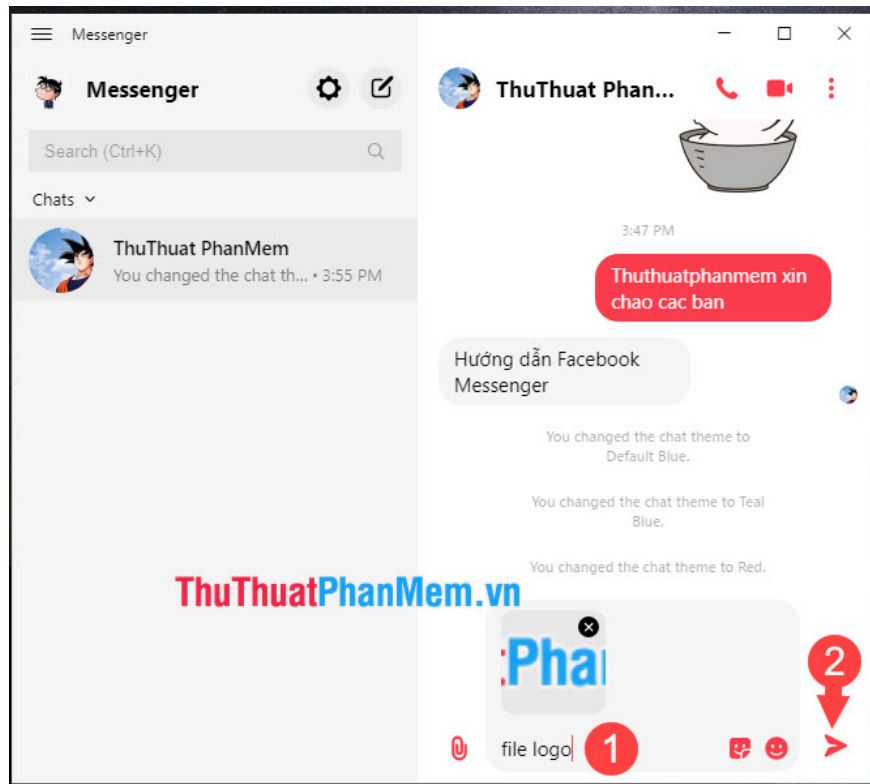 Messenger
Messenger
Search (Ctrl+K)
Chats
ThuThuat PhanMem
You changed the chat th... • 3:55 PM
ThuThuat Phan...
3:47 PM
Thuthuatphanmem xin
chao cac ban
Hướng dẫn Facebook
Messenger
You changed the chat theme to
Default Blue.
You changed the chat theme to Teal
Blue.
You changed the chat theme to Red.
ThuThuatPhanMem.vn
tPhan
file logo
1
2